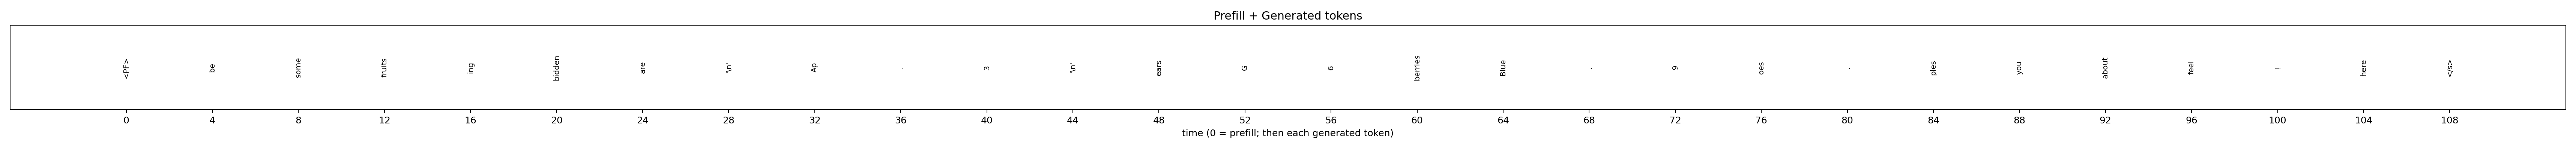 Prefill + Generated tokens
<PF> be some fruits ing bidden are '\n' Ap . 3 '\n' ears G 6 berries Blue . 9 oes . ples you about feel ! here </s>
0 4 8 12 16 20 24 28 32 36 40 44 48 52 56 60 64 68 72 76 80 84 88 92 96 100 104 108
time (0 = prefill; then each generated token)